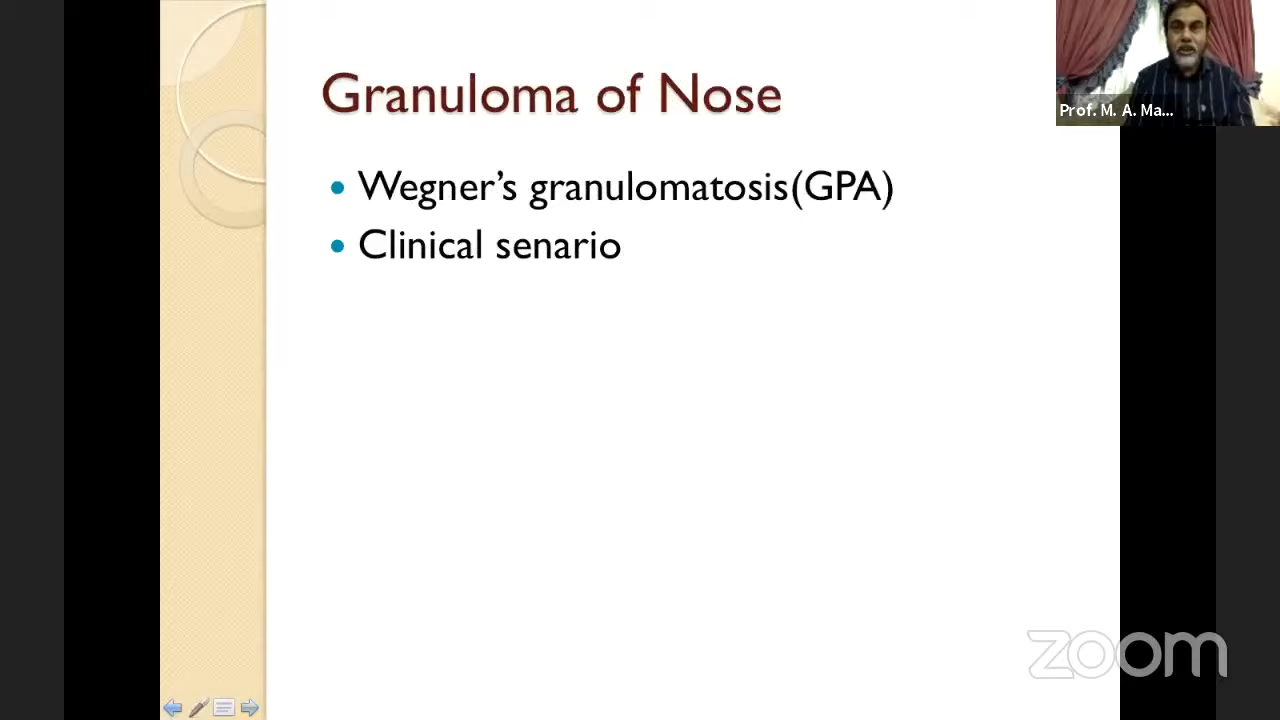 Granuloma of Nose
Wegner's granulomatosis(GPA)
Clinical senario
Prof. M. A. Ma...
zoom